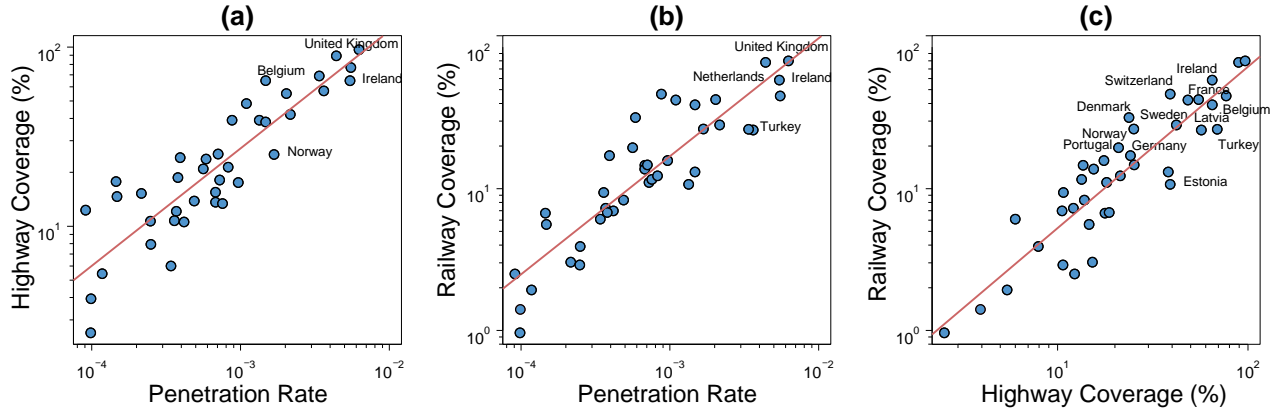 (a)
Highway Coverage (%)
10^2
10^1
United Kingdom
Belgium
Ireland
Norway
10^−4
10^−3
10^−2
Penetration Rate
(b)
Railway Coverage (%)
10^2
10^1
10^0
United Kingdom
Netherlands
Ireland
Turkey
10^−4
10^−3
10^−2
Penetration Rate
(c)
Railway Coverage (%)
10^2
10^1
10^0
Ireland
Switzerland
France
Denmark
Sweden
Belgium
Latvia
Norway
Portugal
Germany
Turkey
Estonia
10^1
10^2
Highway Coverage (%)